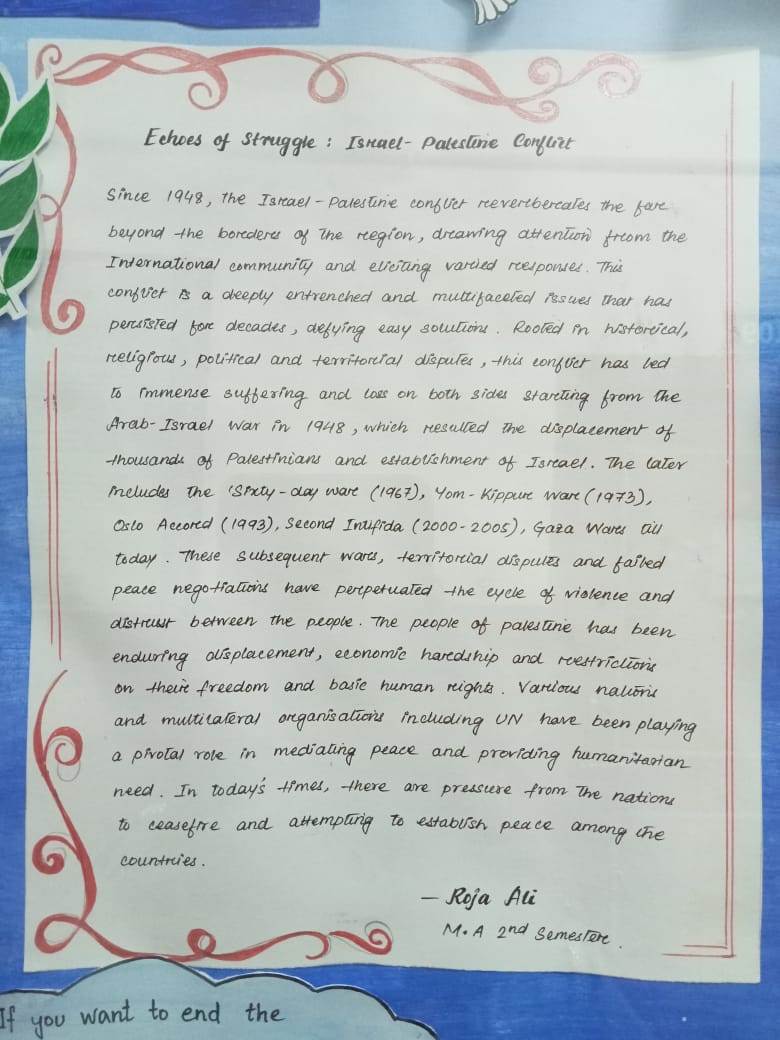 Echoes of Struggle : Israel - Palestine Conflict
Since 1948, the Israel - Palestine conflict reverberates the far
beyond the borders of the region, drawing attention from the
International community and eliciting varied responses. This
conflict is a deeply entrenched and multifaceted issues that has
persisted for decades, defying easy solutions. Rooted in historical,
religious, political and territorial disputes, this conflict has led
to immense suffering and loss on both sides starting from the
Arab-Israel War in 1948, which resulted the displacement of
thousands of Palestinians and establishment of Israel. The later
includes the 'Sixty-day war (1967), Yom-Kippur War (1973),
Oslo Accord (1993), Second Intifida (2000-2005), Gaza Wars till
today. These subsequent wars, territorial disputes and failed
peace negotiations have perpetuated the cycle of violence and
distrust between the people. The people of palestine has been
enduring displacement, economic hardship and restrictions
on their freedom and basic human rights. Various nations
and multilateral organisations including UN have been playing
a pivotal role in mediating peace and providing humanitarian
need. In today's times, there are pressure from the nations
to ceasefire and attempting to establish peace among the
countries.
— Roja Ali
M.A 2nd Semester.
If you want to end the